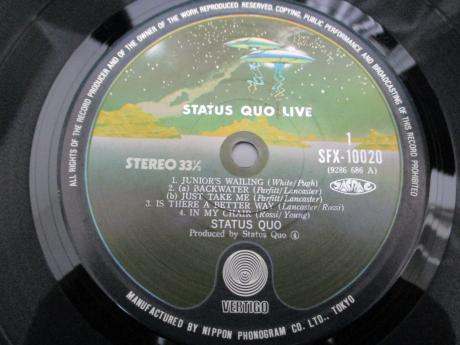 ALL RIGHTS OF THE RECORD PRODUCER AND OF THE OWNER OF THE WORK REPRODUCED RESERVED. COPYING, PUBLIC PERFORMANCE AND BROADCASTING OF THIS RECORD PROHIBITED
STATUS QUO LIVE
1
STEREO 33⅓
SFX-10020
(9286 686 A)
1. JUNIOR'S WAILING (White/Pugh)
2. (a) BACKWATER (Parfitt/Lancaster)
(b) JUST TAKE ME (Parfitt/Lancaster)
3. IS THERE A BETTER WAY (Lancaster/Rossi)
4. IN MY CHAIR (Rossi/Young)
STATUS QUO
Produced by Status Quo
VERTIGO
MANUFACTURED BY NIPPON PHONOGRAM CO. LTD., TOKYO